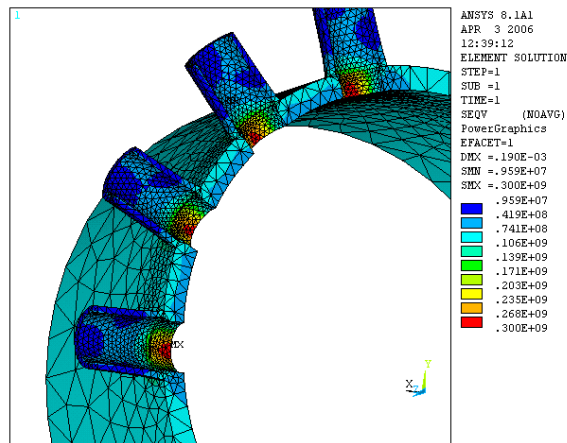 1
ANSYS 8.1A1
APR 3 2006
12:39:12
ELEMENT SOLUTION
STEP=1
SUB =1
TIME=1
SEQV (NOAVG)
PowerGraphics
EFACET=1
DMX =.190E-03
SMN =.959E+07
SMX =.300E+09
.959E+07
.419E+08
.741E+08
.106E+09
.139E+09
.171E+09
.203E+09
.235E+09
.268E+09
.300E+09
MX
Y
X Z